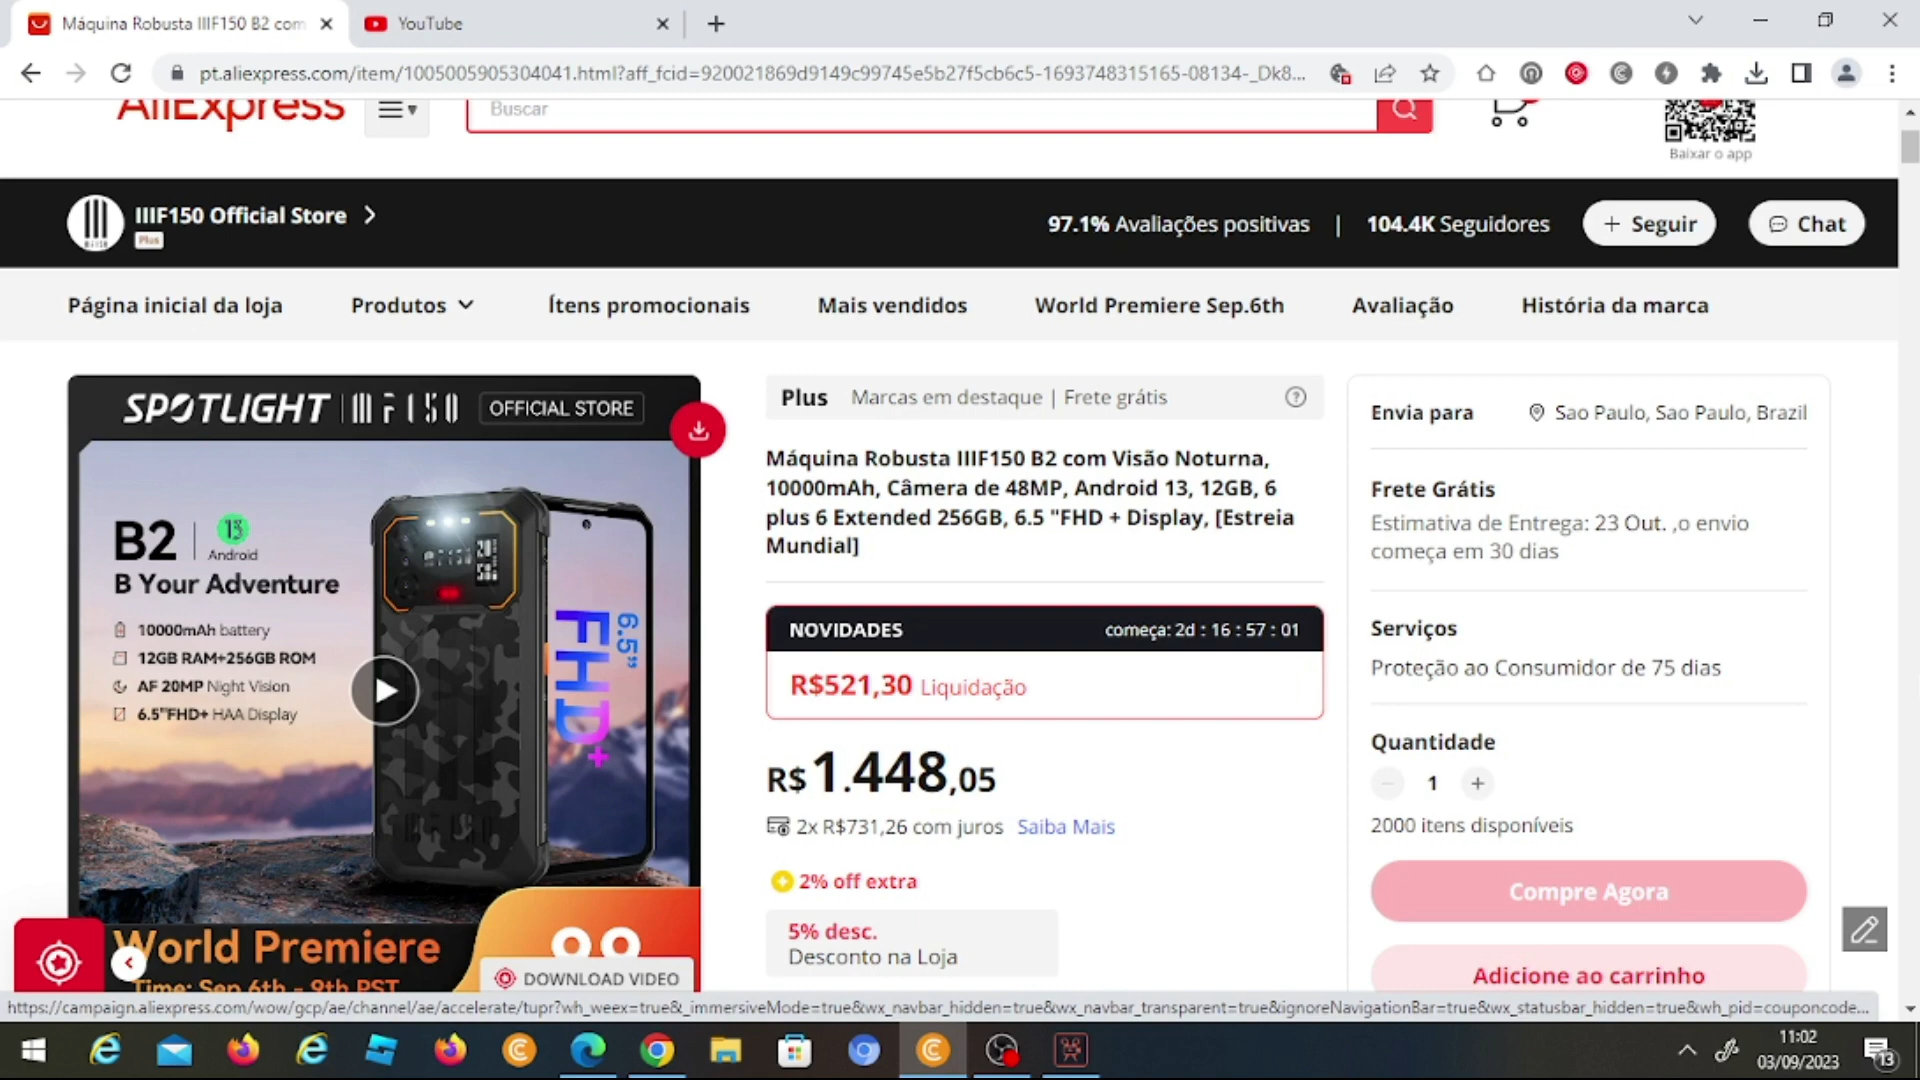 Máquina Robusta IIIF150 B2 com
YouTube
pt.aliexpress.com/item/1005005905304041.html?aff_fcid=920021869d9149c99745e5b27f5cb6c5-1693748315165-08134-_Dk8...
AliExpress
Buscar
Baixar o app
IIIF150 Official Store
Plus
97.1% Avaliações positivas | 104.4K Seguidores
+ Seguir
Chat
Página inicial da loja
Produtos
Ítens promocionais
Mais vendidos
World Premiere Sep.6th
Avaliação
História da marca
SPOTLIGHT | IIIF150 OFFICIAL STORE
B2
13
Android
B Your Adventure
10000mAh battery
12GB RAM+256GB ROM
AF 20MP Night Vision
6.5"FHD+ HAA Display
6.5"
FHD+
World Premiere
Time: Sep 6th - 9th PST
DOWNLOAD VIDEO
Plus Marcas em destaque | Frete grátis
Máquina Robusta IIIF150 B2 com Visão Noturna,
10000mAh, Câmera de 48MP, Android 13, 12GB, 6
plus 6 Extended 256GB, 6.5 "FHD + Display, [Estreia
Mundial]
NOVIDADES
começa: 2d : 16 : 57 : 01
R$521,30 Liquidação
R$ 1.448,05
2x R$731,26 com juros Saiba Mais
2% off extra
5% desc.
Desconto na Loja
Envia para
Sao Paulo, Sao Paulo, Brazil
Frete Grátis
Estimativa de Entrega: 23 Out. ,o envio
começa em 30 dias
Serviços
Proteção ao Consumidor de 75 dias
Quantidade
1
2000 itens disponíveis
Compre Agora
Adicione ao carrinho
https://campaign.aliexpress.com/wow/gcp/ae/channel/ae/accelerate/tupr?wh_weex=true&_immersiveMode=true&wx_navbar_hidden=true&wx_navbar_transparent=true&ignoreNavigationBar=true&wx_statusbar_hidden=true&wh_pid=couponcode...
11:02
03/09/2023
13